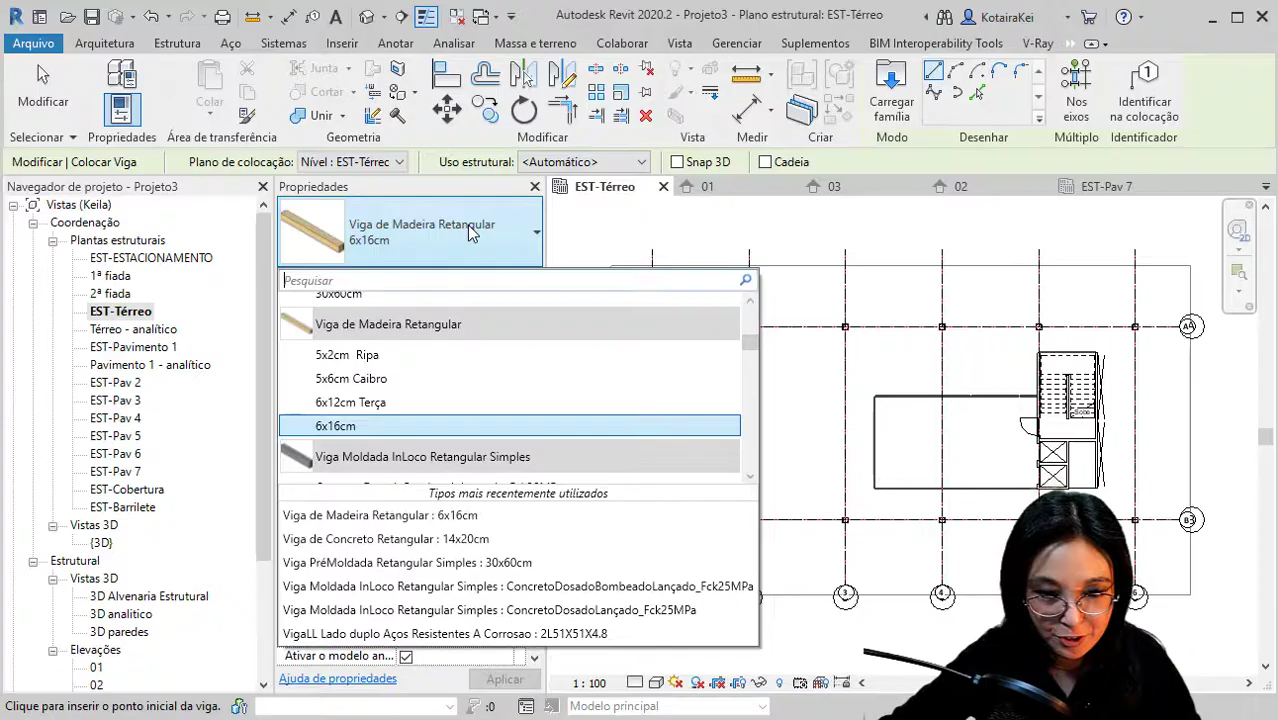 Autodesk Revit 2020.2 - Projeto3 - Plano estrutural: EST-Térreo
KotairaKei
Arquivo Arquitetura Estrutura Aço Sistemas Inserir Anotar Analisar Massa e terreno Colaborar Vista Gerenciar Suplementos BIM Interoperability Tools V-Ray
Modificar
Colar
Junta
Cortar
Unir
Carregar
família
Nos
eixos
Identificar
na colocação
Selecionar Propriedades Área de transferência Geometria Modificar Vista Medir Criar Modo Desenhar Múltiplo Identificador
Modificar | Colocar Viga Plano de colocação: Nível : EST-Térrec Uso estrutural: <Automático> Snap 3D Cadeia
Navegador de projeto - Projeto3
Vistas (Keila)
Coordenação
Plantas estruturais
EST-ESTACIONAMENTO
1ª fiada
2ª fiada
EST-Térreo
Térreo - analítico
EST-Pavimento 1
Pavimento 1 - analítico
EST-Pav 2
EST-Pav 3
EST-Pav 4
EST-Pav 5
EST-Pav 6
EST-Pav 7
EST-Cobertura
EST-Barrilete
Vistas 3D
{3D}
Estrutural
Vistas 3D
3D Alvenaria Estrutural
3D analitico
3D paredes
Elevações
01
02
Propriedades
Viga de Madeira Retangular
6x16cm
Pesquisar
30x60cm
Viga de Madeira Retangular
5x2cm Ripa
5x6cm Caibro
6x12cm Terça
6x16cm
Viga Moldada InLoco Retangular Simples
Tipos mais recentemente utilizados
Viga de Madeira Retangular : 6x16cm
Viga de Concreto Retangular : 14x20cm
Viga PréMoldada Retangular Simples : 30x60cm
Viga Moldada InLoco Retangular Simples : ConcretoDosadoBombeadoLançado_Fck25MPa
Viga Moldada InLoco Retangular Simples : ConcretoDosadoLançado_Fck25MPa
VigaLL Lado duplo Aços Resistentes A Corrosao : 2L51X51X4.8
Ativar o modelo an...
Ajuda de propriedades Aplicar
EST-Térreo 01 03 02 EST-Pav 7
2D
3
4
6
1 : 100
Clique para inserir o ponto inicial da viga. :0 Modelo principal